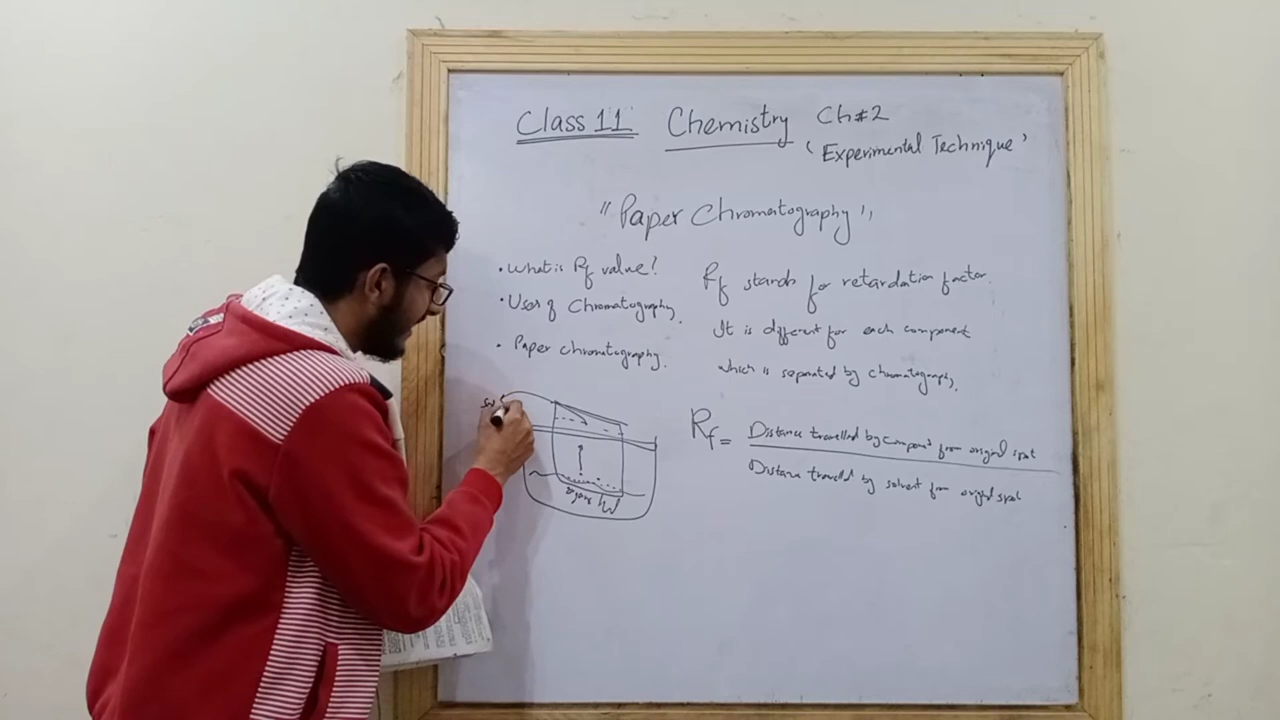 Class 11 Chemistry Ch#2
‘Experimental Technique’
"Paper Chromatography"
• What is Rf value?
• Uses of Chromatography.
• Paper chromatography.
Rf stands for retardation factor.
It is different for each component
which is separated by chromatography.
Rf = Distance travelled by from original spot
Distance travelled by solvent from original spot